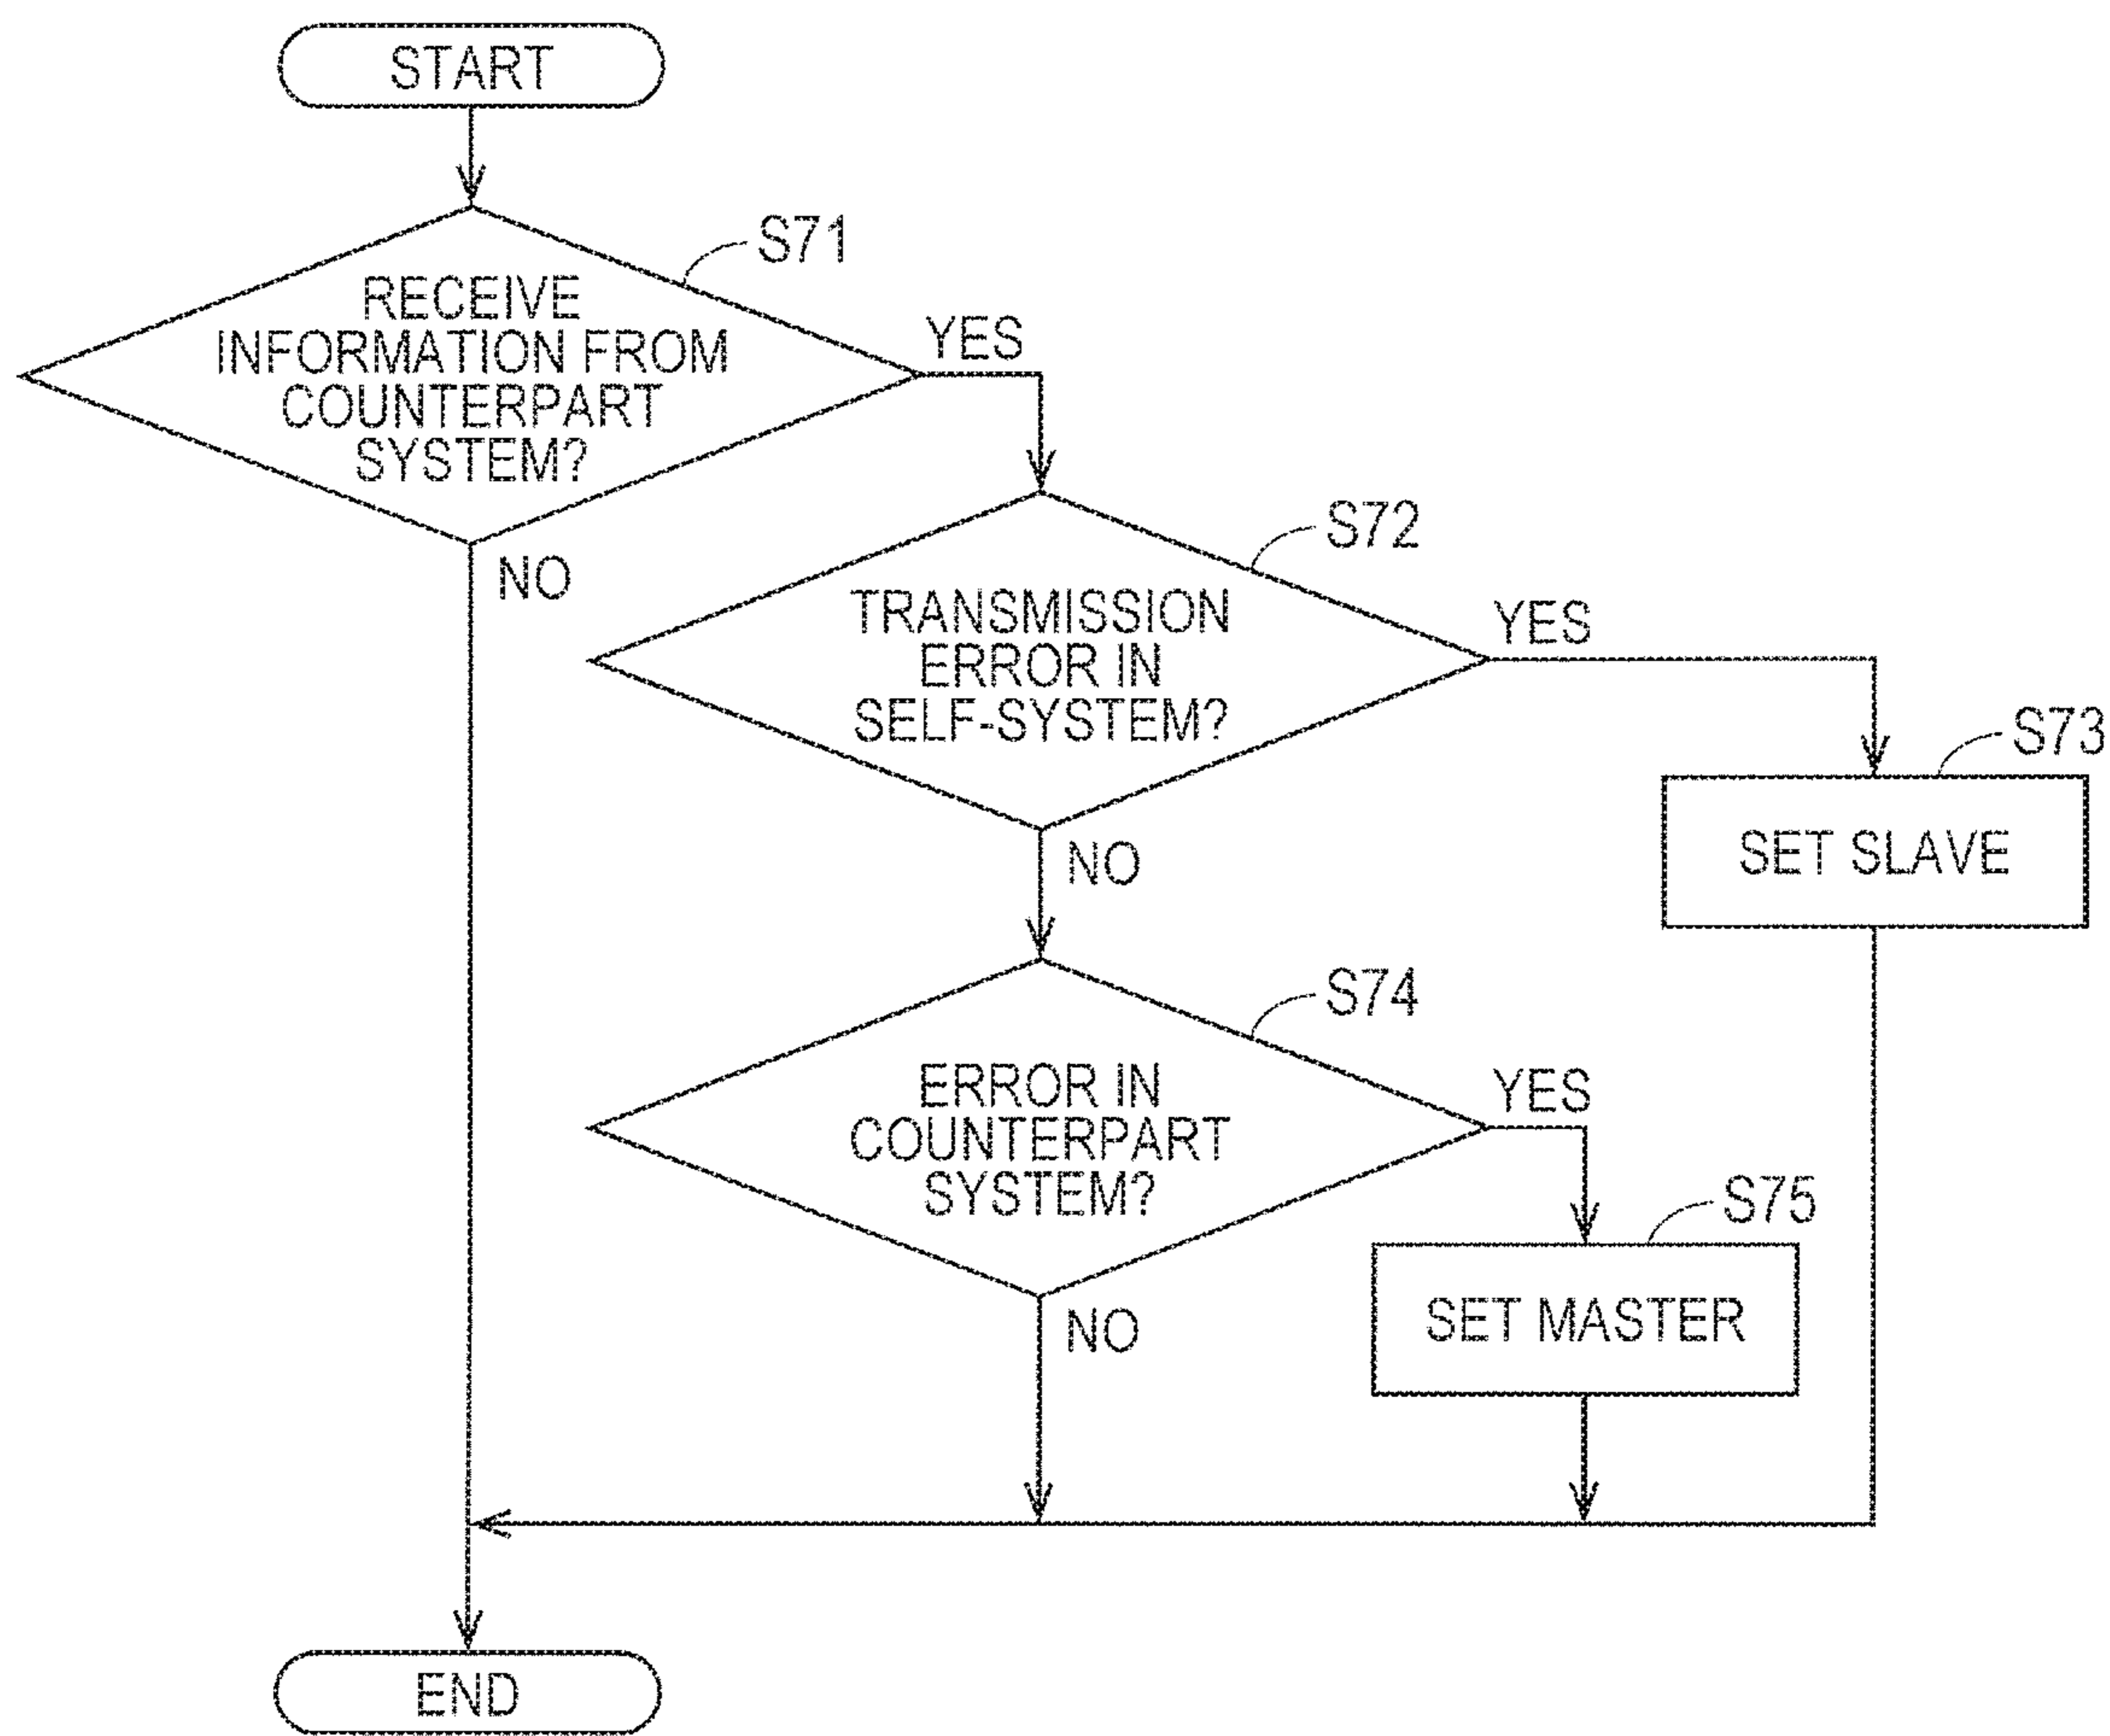 START
S71
RECEIVE
INFORMATION FROM
COUNTERPART
SYSTEM?
YES
NO
S72
TRANSMISSION
ERROR IN
SELF-SYSTEM?
YES
NO
S73
SET SLAVE
S74
ERROR IN
COUNTERPART
SYSTEM?
YES
NO
S75
SET MASTER
END